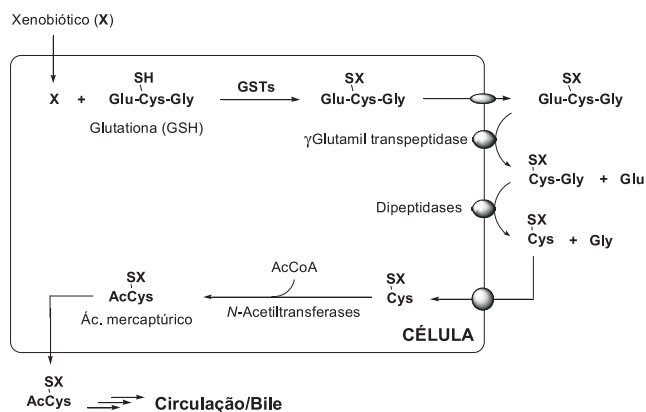 Xenobiótico (X)
SH
SX
SX
X + Glu-Cys-Gly
GSTs
Glu-Cys-Gly
Glu-Cys-Gly
Glutationa (GSH)
γGlutamil transpeptidase
SX
Cys-Gly + Glu
Dipeptidases
SX
Cys + Gly
AcCoA
SX
AcCys
SX
Cys
N-Acetiltransferases
Ác. mercaptúrico
CÉLULA
SX
AcCys
Circulação/Bile